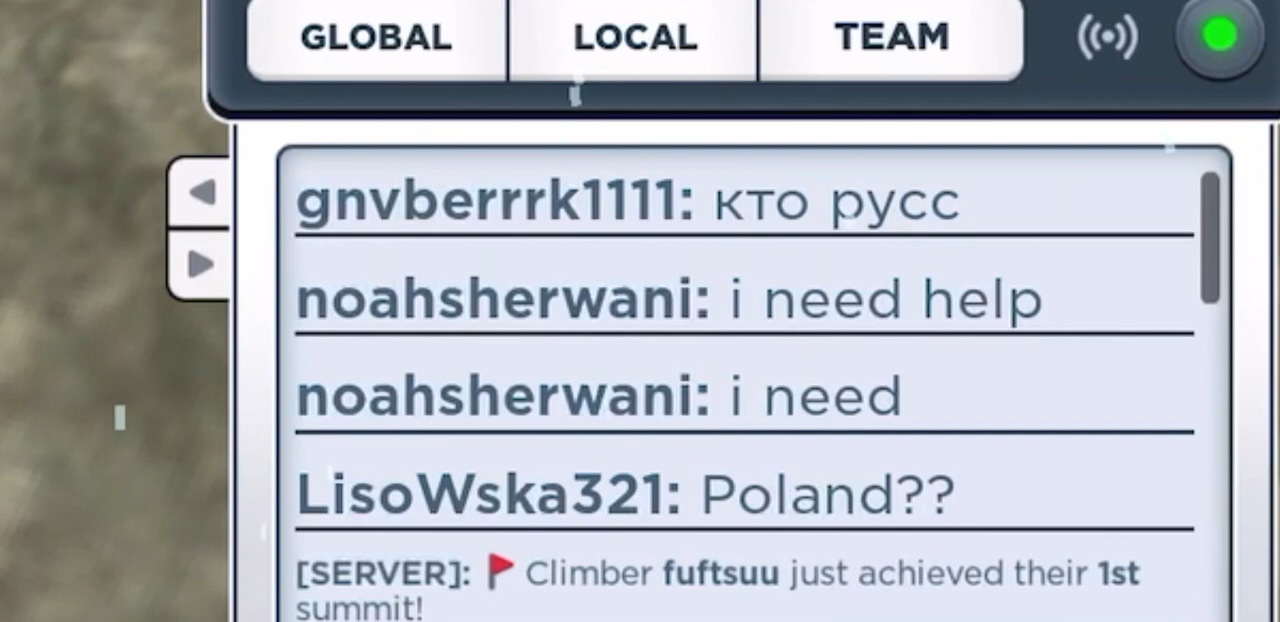 GLOBAL LOCAL TEAM
gnvberrrk1111: кто русс
noahsherwani: i need help
noahsherwani: i need
LisoWska321: Poland??
[SERVER]: 🚩 Climber fuftsuu just achieved their 1st
summit!